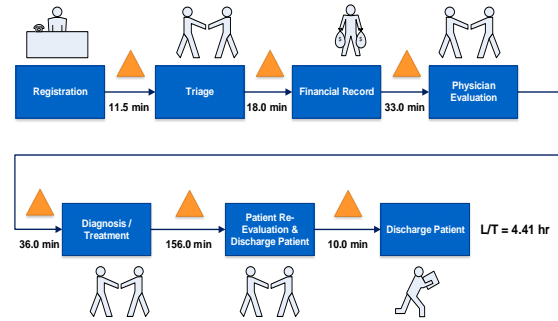 Registration
11.5 min
Triage
18.0 min
Financial Record
33.0 min
Physician
Evaluation
36.0 min
Diagnosis /
Treatment
156.0 min
Patient Re-
Evaluation &
Discharge Patient
10.0 min
Discharge Patient
L/T = 4.41 hr
$ $